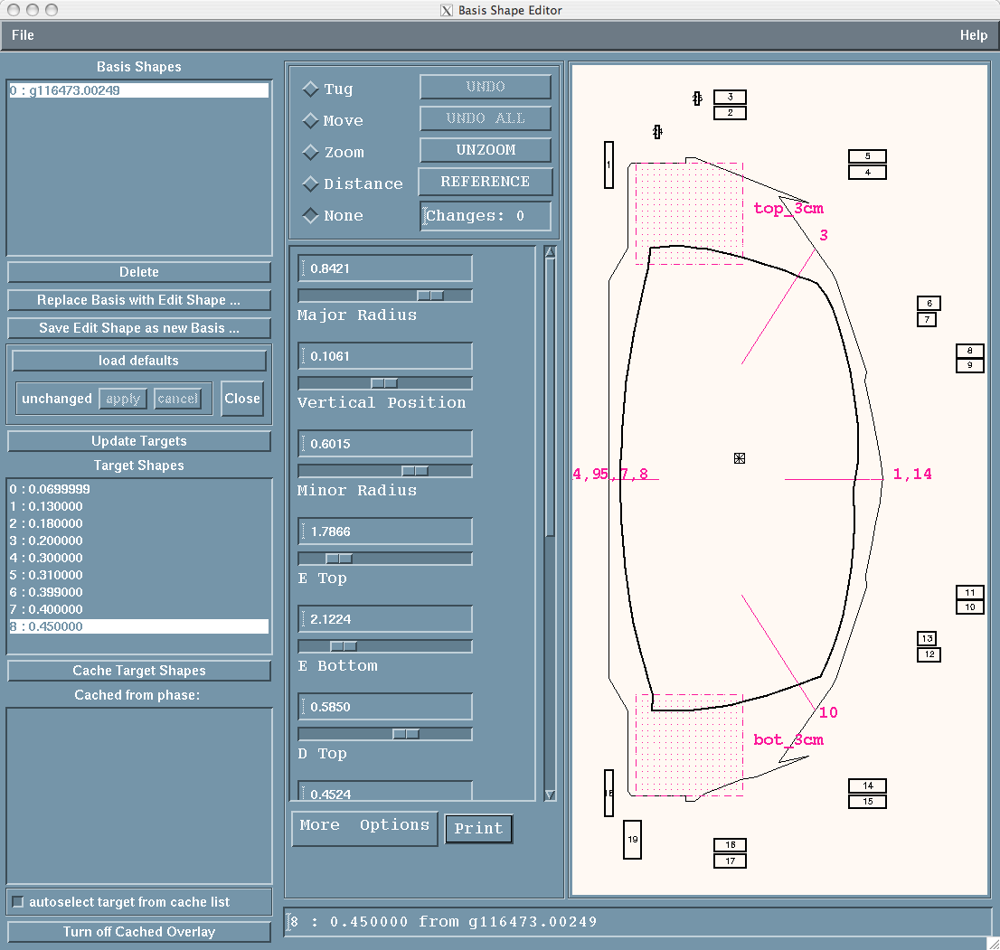 Basis Shape Editor
File
Help
Basis Shapes
0 : g116473.00249
Delete
Replace Basis with Edit Shape ...
Save Edit Shape as new Basis ...
load defaults
unchanged apply cancel Close
Update Targets
Target Shapes
0 : 0.0699999
1 : 0.130000
2 : 0.180000
3 : 0.200000
4 : 0.300000
5 : 0.310000
6 : 0.399000
7 : 0.400000
8 : 0.450000
Cache Target Shapes
Cached from phase:
autoselect target from cache list
Turn off Cached Overlay
Tug UNDO
Move UNDO ALL
Zoom UNZOOM
Distance REFERENCE
None Changes: 0
0.8421
Major Radius
0.1061
Vertical Position
0.6015
Minor Radius
1.7866
E Top
2.1224
E Bottom
0.5850
D Top
0.4524
More Options Print
3
2
1
5
4
top_3cm
3
6
7
8
9
4,95,7,8
1,14
11
10
13
12
10
bot_3cm
14
15
19
16
17
8 : 0.450000 from g116473.00249